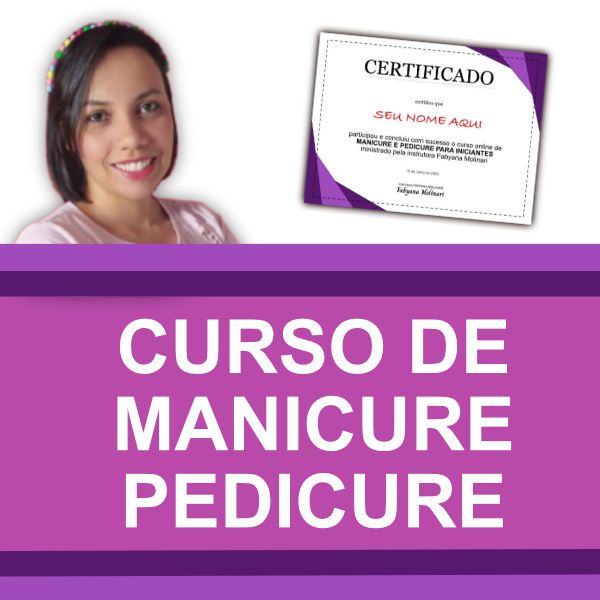 CERTIFICADO
certifico que
SEU NOME AQUI
participou e concluiu com sucesso o curso online de
MANICURE E PEDICURE PARA INICIANTES
ministrado pela instrutora Fabyana Molinari
Fabyana Molinari
CURSO DE
MANICURE
PEDICURE